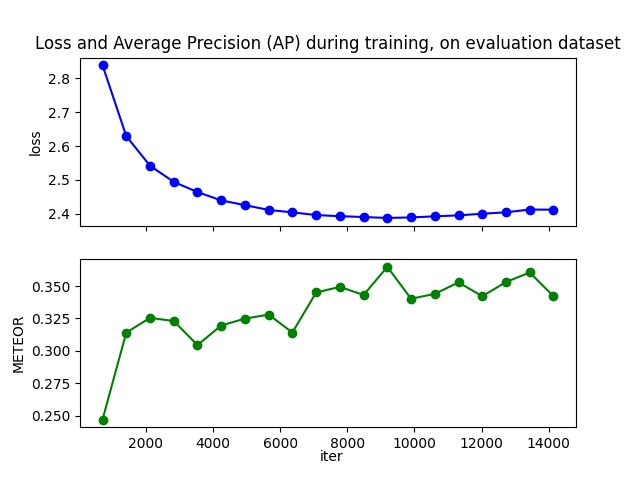 Loss and Average Precision (AP) during training, on evaluation dataset
2.8
2.7
2.6
2.5
2.4
loss
0.350
0.325
0.300
0.275
0.250
METEOR
2000 4000 6000 8000 10000 12000 14000
iter